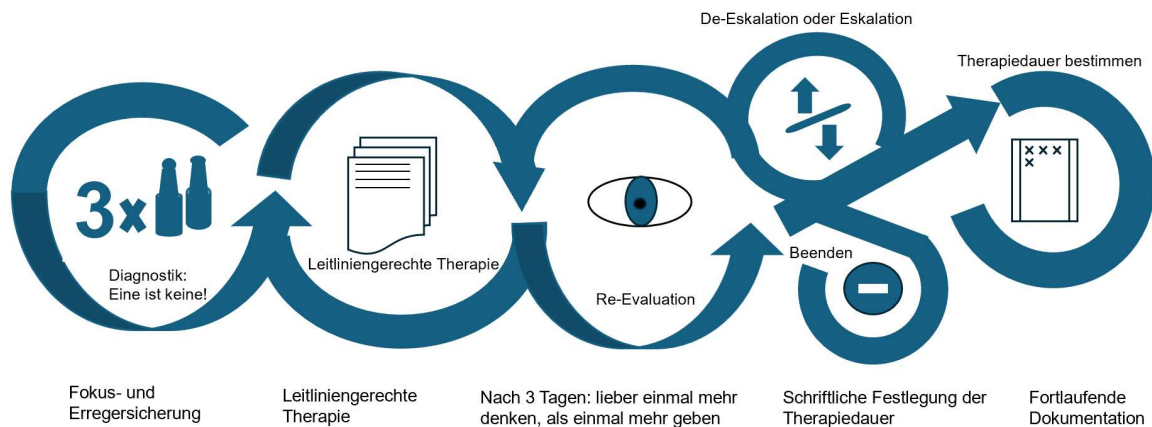 De-Eskalation oder Eskalation
Therapiedauer bestimmen
3x
Leitliniengerechte Therapie
Diagnostik:
Eine ist keine!
Re-Evaluation
Beenden
Fokus- und
Erregersicherung
Leitliniengerechte
Therapie
Nach 3 Tagen: lieber einmal mehr
denken, als einmal mehr geben
Schriftliche Festlegung der
Therapiedauer
Fortlaufende
Dokumentation